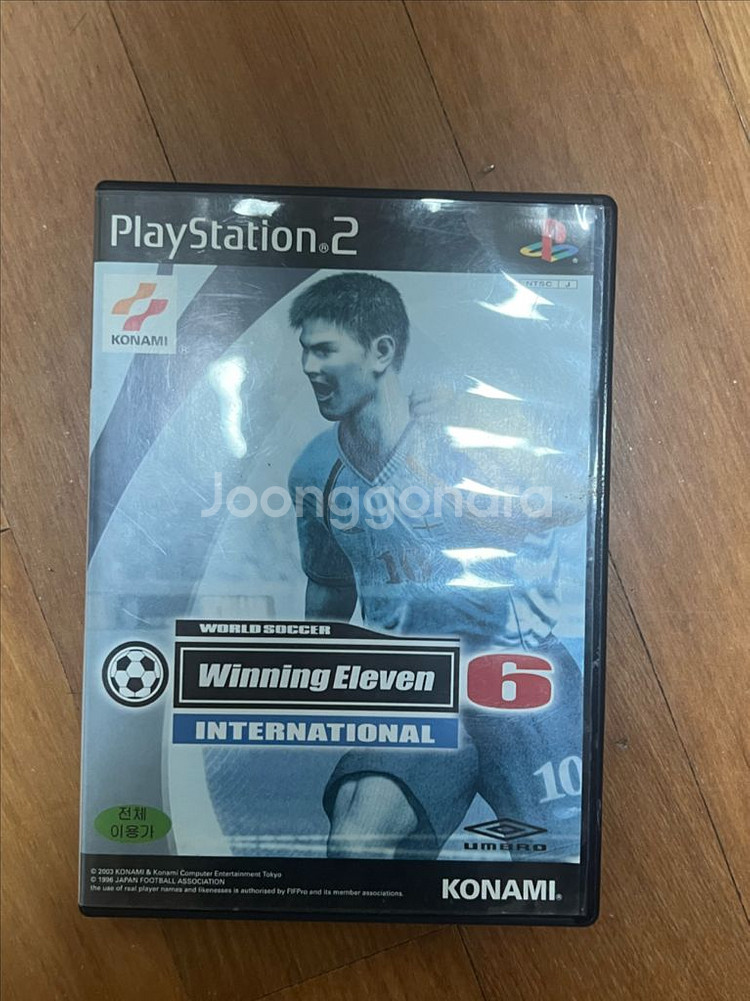 PlayStation®2
NTSC J
KONAMI
10
Joonggonara
WORLD SOCCER
Winning Eleven 6
INTERNATIONAL
10
전체
이용가
UMBRO
© 2003 KONAMI & Konami Computer Entertainment Tokyo
© 1996 JAPAN FOOTBALL ASSOCIATION
the use of real player names and likenesses is authorised by FIFPro and its member associations.
KONAMI®